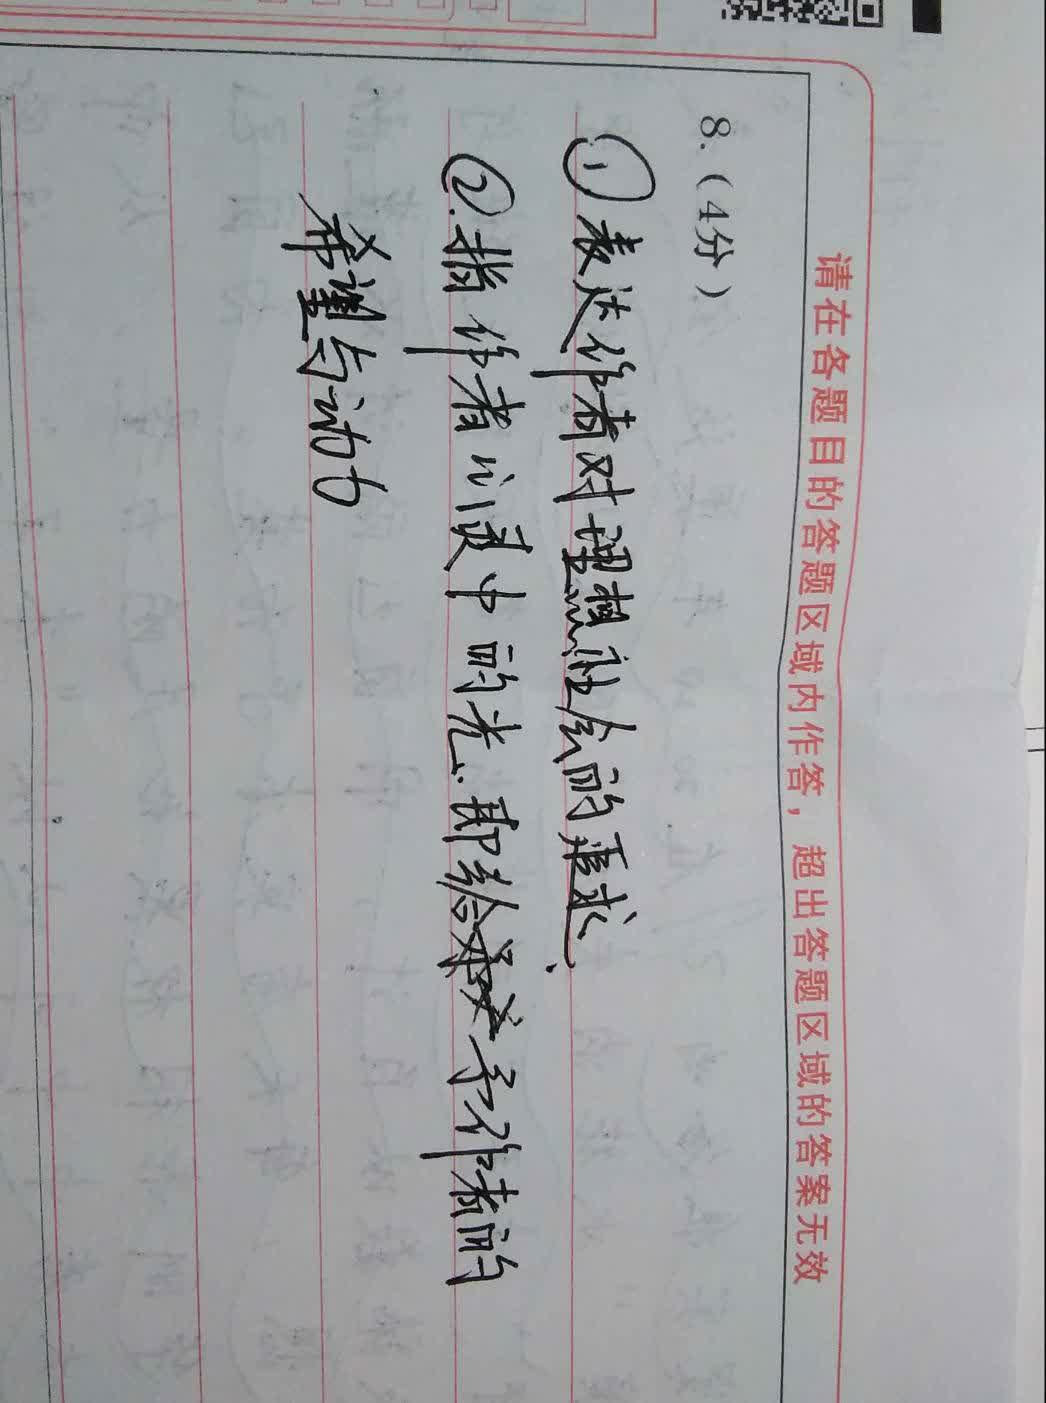 请在各题目的答题区域内作答，超出答题区域的答案无效
8.（4分）
①表达作者对理想社会的追求.
②.指作者心灵中的光.即给予作者的
希望与动力